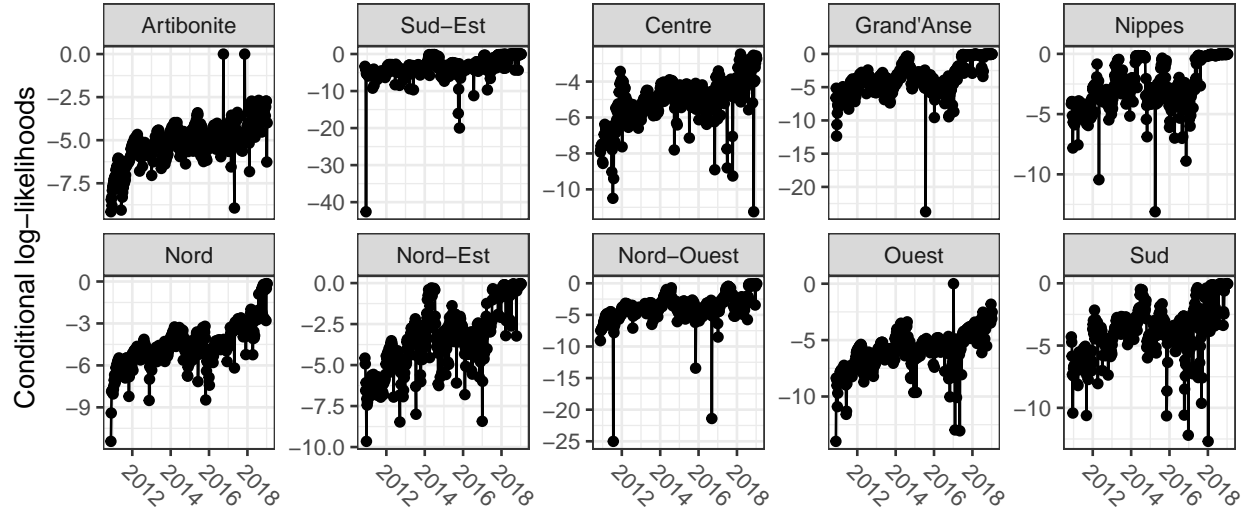 Conditional log−likelihoods
Artibonite
Sud−Est
Centre
Grand'Anse
Nippes
0.0
−2.5
−5.0
−7.5
0
−10
−20
−30
−40
−4
−6
−8
−10
0
−5
−10
−15
−20
0
−5
−10
Nord
Nord−Est
Nord−Ouest
Ouest
Sud
0
−3
−6
−9
0.0
−2.5
−5.0
−7.5
−10.0
0
−5
−10
−15
−20
−25
0
−5
−10
0
−5
−10
2012 2014 2016 2018
2012 2014 2016 2018
2012 2014 2016 2018
2012 2014 2016 2018
2012 2014 2016 2018